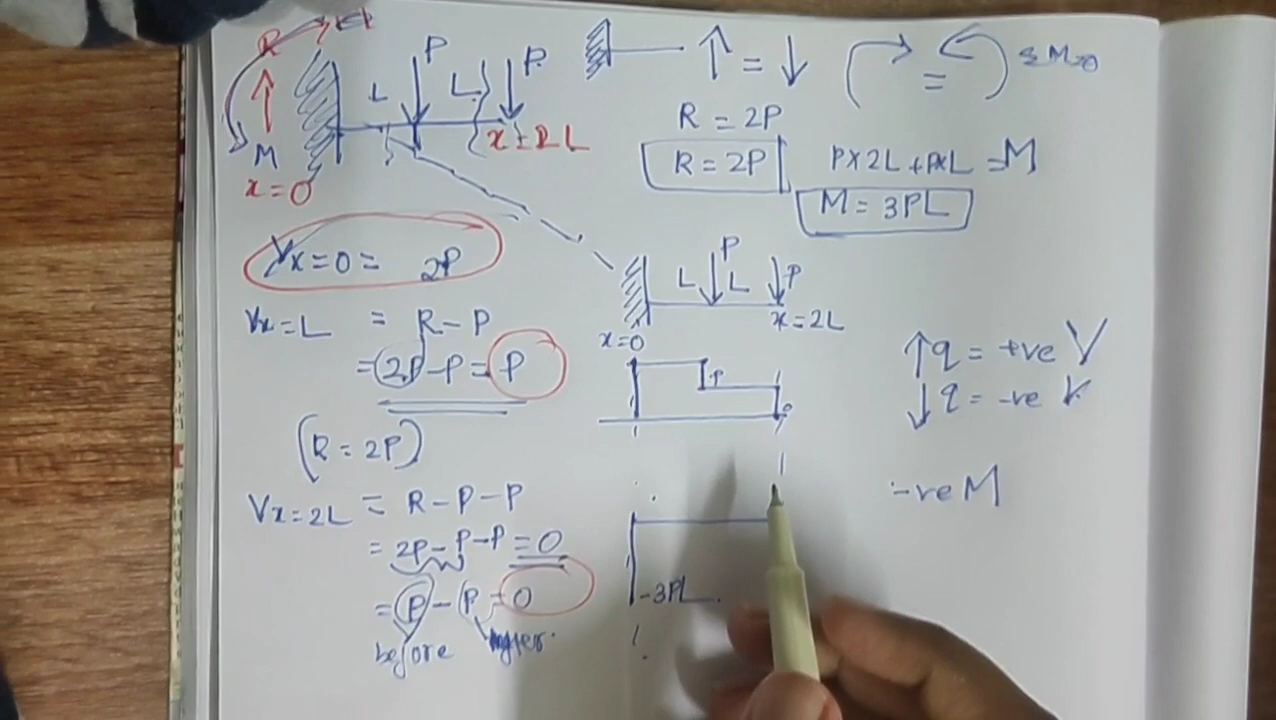 R
P
P
L
L
M
x=0
x=2L
↑ = ↓
=
ΣM=0
R = 2P
R = 2P
P×2L+P×L = M
M = 3PL
Vx=0 = 2P
Vx=L = R-P
= 2P-P = P
(R = 2P)
Vx=2L = R-P-P
= 2P-P-P = 0
= (P)-(P) = 0
before
P
L
L
P
x=0
x=2L
P
↑q = +ve V
↓q = -ve V
-ve M
-3PL